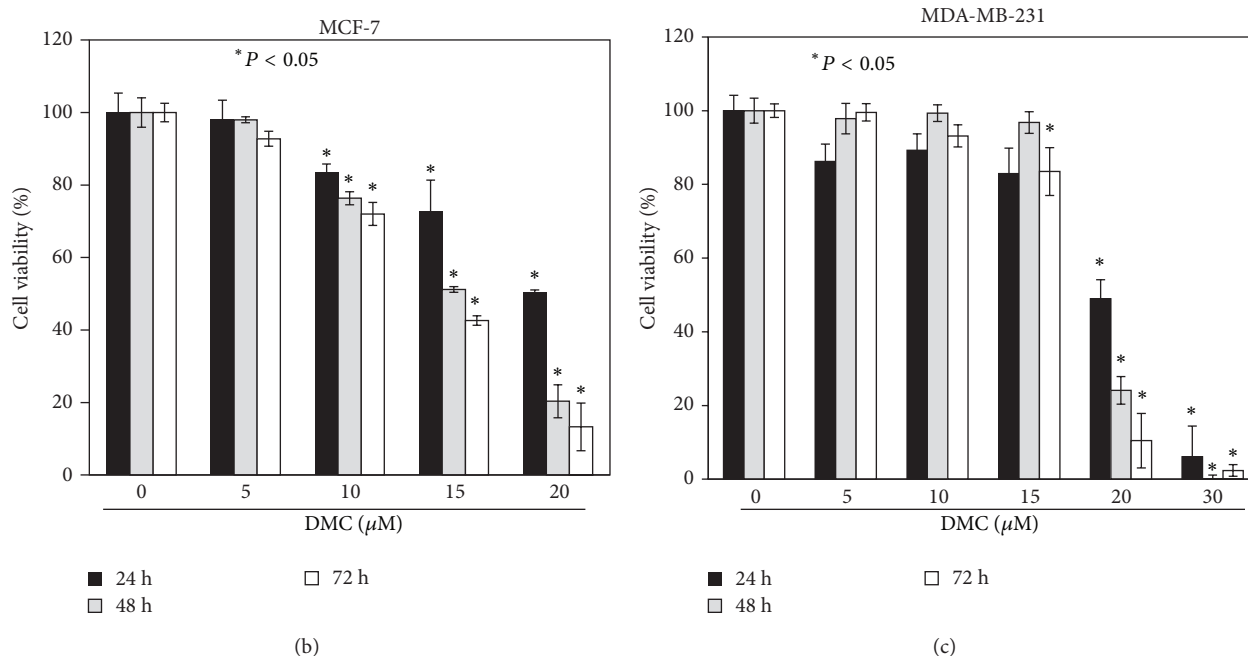 MCF-7
120
100
80
60
40
20
0
Cell viability (%)
* P < 0.05
* * * * * * * * *
0 5 10 15 20
DMC (μM)
24 h
48 h
72 h
(b)
MDA-MB-231
120
100
80
60
40
20
0
Cell viability (%)
* P < 0.05
* * * * * * *
0 5 10 15 20 30
DMC (μM)
24 h
48 h
72 h
(c)